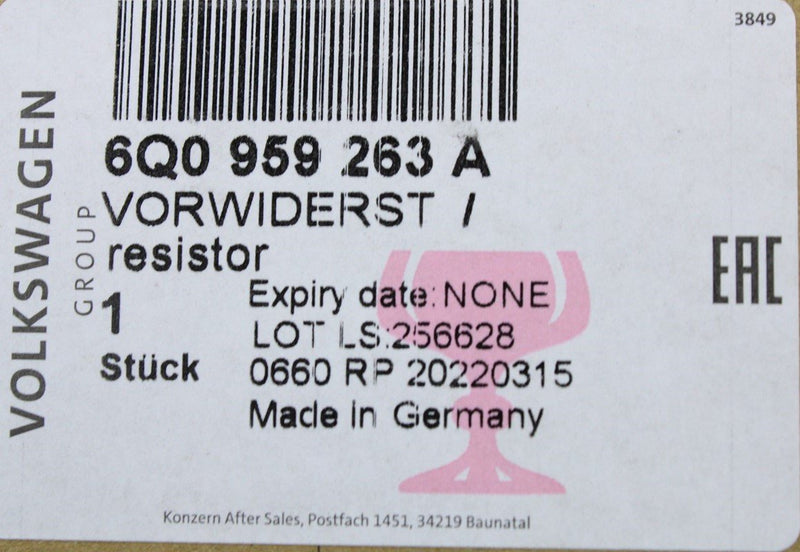 3849
6Q0 959 263 A
VORWIDERST /
resistor
1
Stück
Expiry date: NONE
LOT LS:256628
0660 RP 20220315
Made in Germany
VOLKSWAGEN
GROUP
EAC
Konzern After Sales, Postfach 1451, 34219 Baunatal